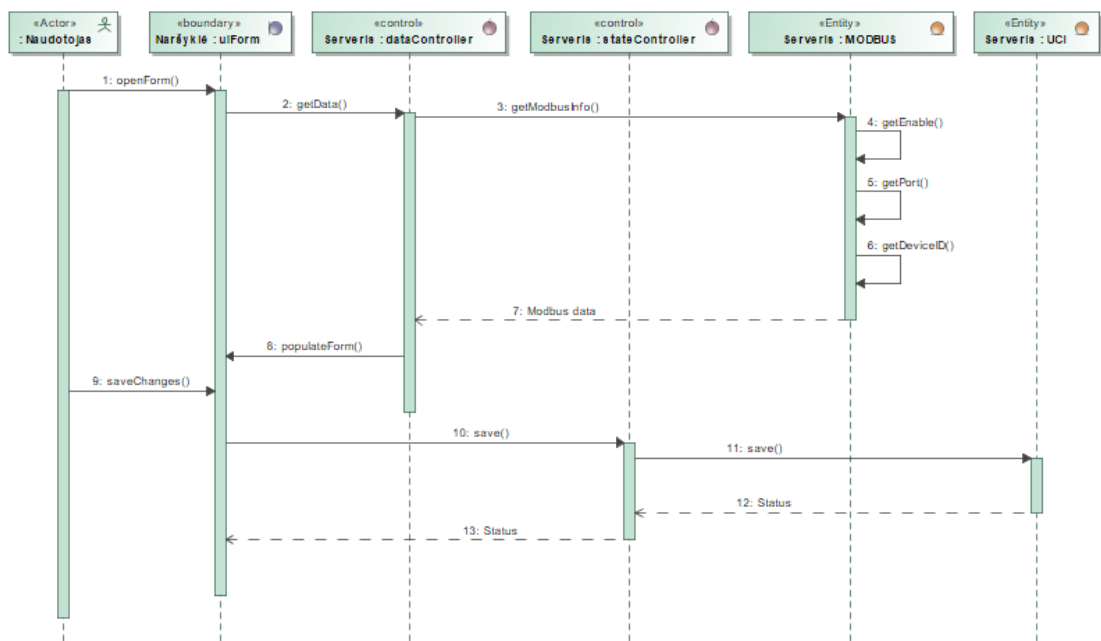 «Actor»
: Naudotojas
«boundary»
Naršyklė : uiForm
«control»
Serveris : dataController
«control»
Serveris : stateController
«Entity»
Serveris : MODBUS
«Entity»
Serveris : UCI
1: openForm()
2: getData()
3: getModbusInfo()
4: getEnable()
5: getPort()
6: getDeviceID()
7: Modbus data
8: populateForm()
9: saveChanges()
10: save()
11: save()
12: Status
13: Status